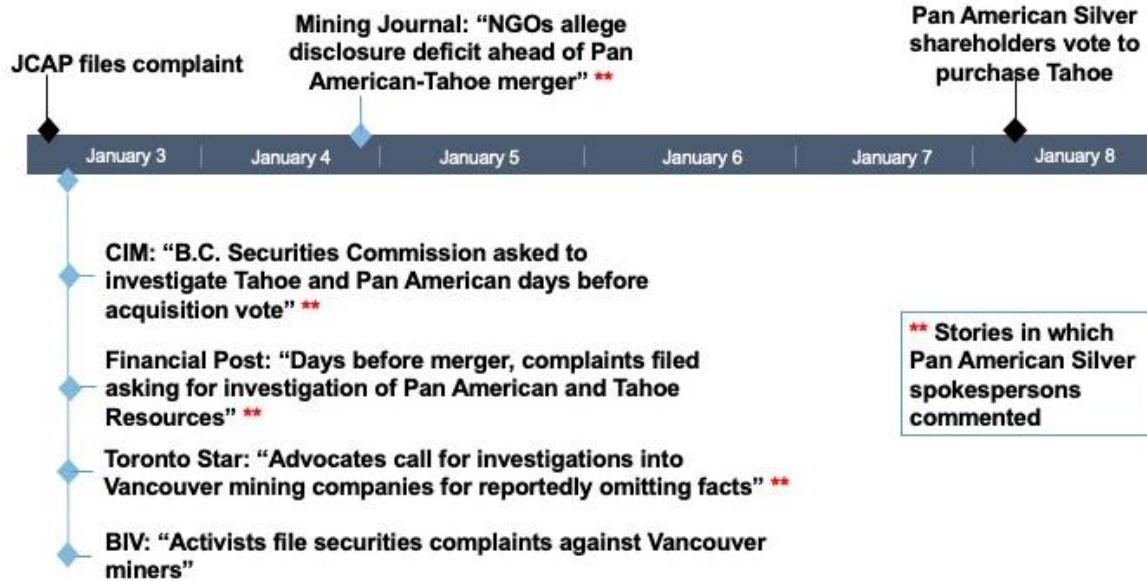 JCAP files complaint
Mining Journal: “NGOs allege
disclosure deficit ahead of Pan
American-Tahoe merger” **
Pan American Silver
shareholders vote to
purchase Tahoe
January 3
January 4
January 5
January 6
January 7
January 8
CIM: “B.C. Securities Commission asked to
investigate Tahoe and Pan American days before
acquisition vote” **
Financial Post: “Days before merger, complaints filed
asking for investigation of Pan American and Tahoe
Resources” **
Toronto Star: “Advocates call for investigations into
Vancouver mining companies for reportedly omitting facts” **
BIV: “Activists file securities complaints against Vancouver
miners”
** Stories in which
Pan American Silver
spokespersons
commented